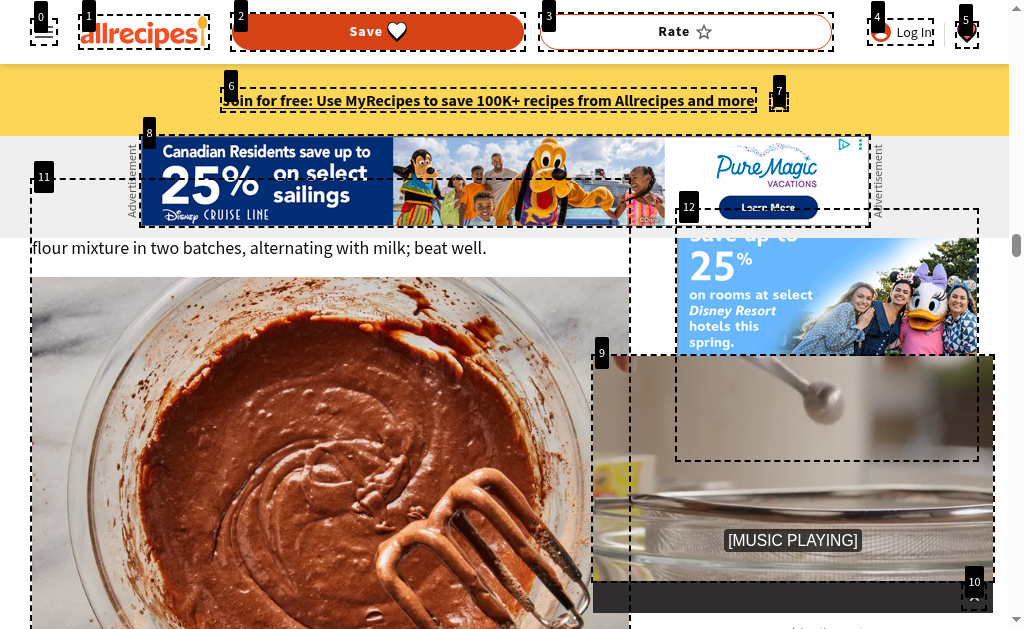 0
1
2
3
4
5
allrecipes
Save
Rate
Log In
6
7
Join for free: Use MyRecipes to save 100K+ recipes from Allrecipes and more
8
Advertisement
Canadian Residents save up to
25% on select
sailings
Disney CRUISE LINE
©Disney
PURE MAGIC
VACATIONS
Learn More
Advertisement
11
12
flour mixture in two batches, alternating with milk; beat well.
save up to
25%
on rooms at select
Disney Resort
hotels this
spring.
9
[MUSIC PLAYING]
10